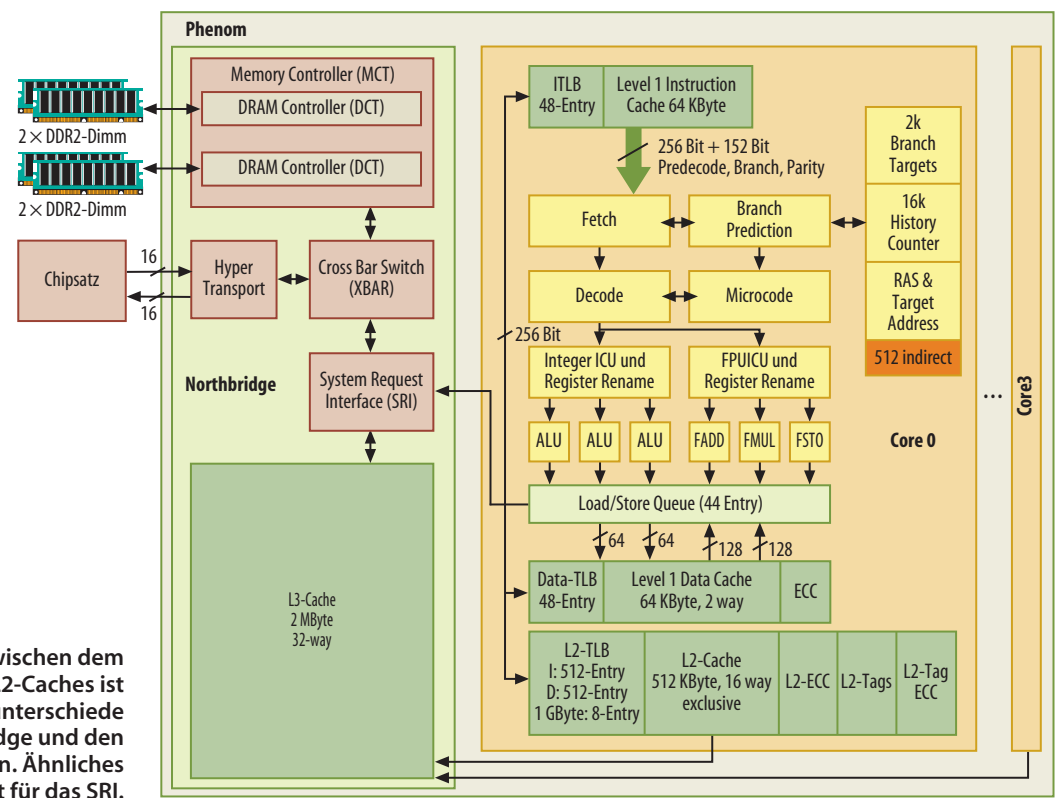 Phenom
Memory Controller (MCT)
DRAM Controller (DCT)
DRAM Controller (DCT)
2 × DDR2-Dimm
2 × DDR2-Dimm
Chipsatz
16
16
Hyper
Transport
Cross Bar Switch
(XBAR)
Northbridge
System Request
Interface (SRI)
L3-Cache
2 MByte
32-way
ITLB
48-Entry
Level 1 Instruction
Cache 64 KByte
256 Bit + 152 Bit
Predecode, Branch, Parity
2k
Branch
Targets
16k
History
Counter
RAS &
Target
Address
512 indirect
Fetch
Branch
Prediction
Decode
Microcode
256 Bit
Integer ICU und
Register Rename
FPUICU und
Register Rename
ALU
ALU
ALU
FADD
FMUL
FSTO
Core 0
...
Core3
Load/Store Queue (44 Entry)
64
64
128
128
Data-TLB
48-Entry
Level 1 Data Cache
64 KByte, 2 way
ECC
L2-TLB
I: 512-Entry
D: 512-Entry
1 GByte: 8-Entry
L2-Cache
512 KByte, 16 way
exclusive
L2-ECC
L2-Tags
L2-Tag
ECC
wischen dem
2-Caches ist
unterschiede
dge und den
n. Ähnliches
t für das SRI.